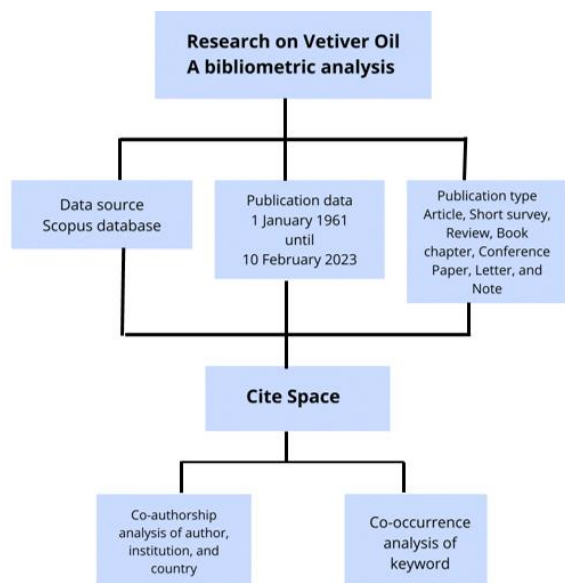 Research on Vetiver Oil
A bibliometric analysis
Data source
Scopus database
Publication data
1 January 1961
until
10 February 2023
Publication type
Article, Short survey,
Review, Book
chapter, Conference
Paper, Letter, and
Note
Cite Space
Co-authorship
analysis of author,
institution, and
country
Co-occurrence
analysis of
keyword